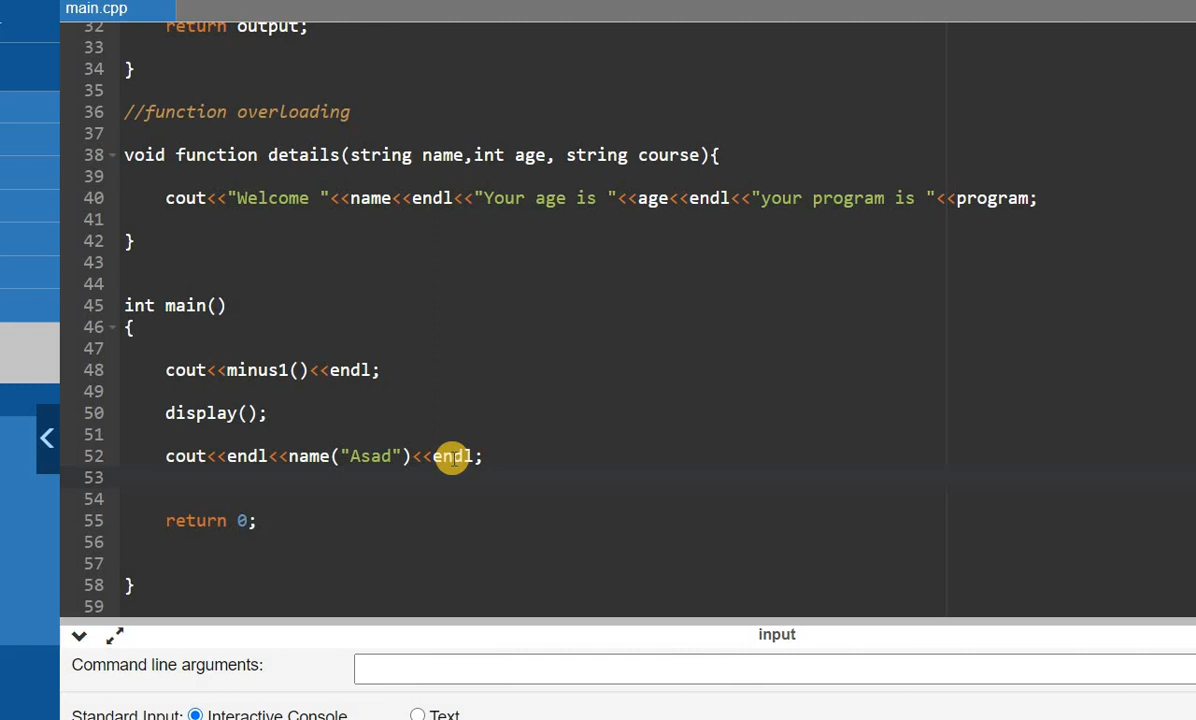 main.cpp
32 return output;
33
34 }
35
36 //function overloading
37
38 void function details(string name,int age, string course){
39
40 cout<<"Welcome "<<name<<endl<<"Your age is "<<age<<endl<<"your program is "<<program;
41
42 }
43
44
45 int main()
46 {
47
48 cout<<minus1()<<endl;
49
50 display();
51
52 cout<<endl<<name("Asad")<<endl;
53
54
55 return 0;
56
57
58 }
59
input
Command line arguments:
Standard Input: Interactive Console Text